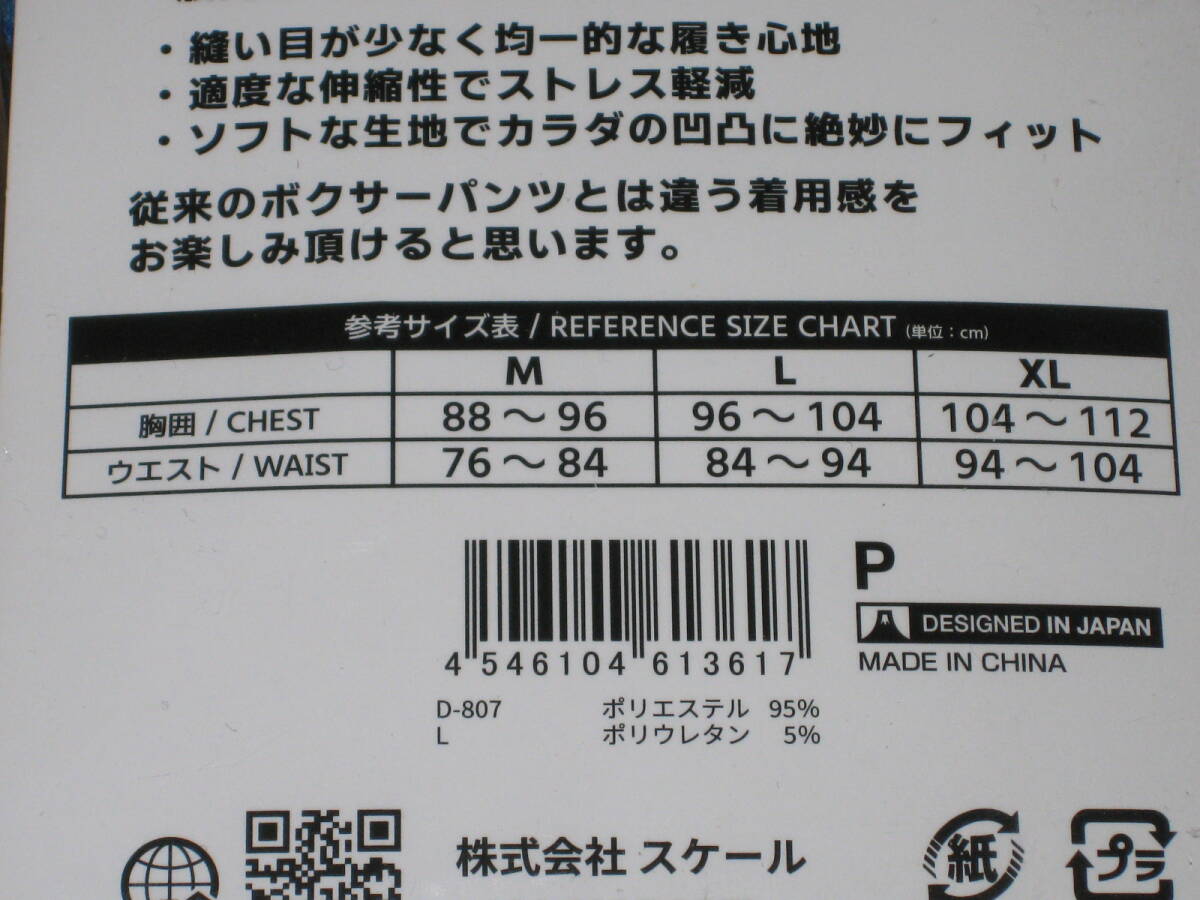 ・縫い目が少なく均一的な履き心地
・適度な伸縮性でストレス軽減
・ソフトな生地でカラダの凹凸に絶妙にフィット
従来のボクサーパンツとは違う着用感を
お楽しみ頂けると思います。
参考サイズ表 / REFERENCE SIZE CHART (単位：cm)
M L XL
胸囲 / CHEST 88～96 96～104 104～112
ウエスト / WAIST 76～84 84～94 94～104
P
DESIGNED IN JAPAN
MADE IN CHINA
4 546104 613617
D-807 ポリエステル 95%
L ポリウレタン 5%
株式会社 スケール
紙
プラ